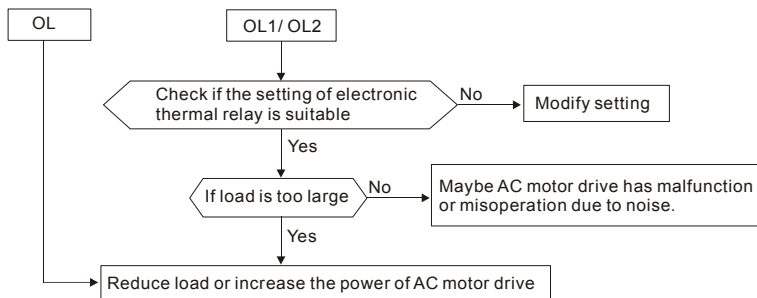 OL
OL1/ OL2
Check if the setting of electronic
thermal relay is suitable
No
Modify setting
Yes
If load is too large
No
Maybe AC motor drive has malfunction
or misoperation due to noise.
Yes
Reduce load or increase the power of AC motor drive